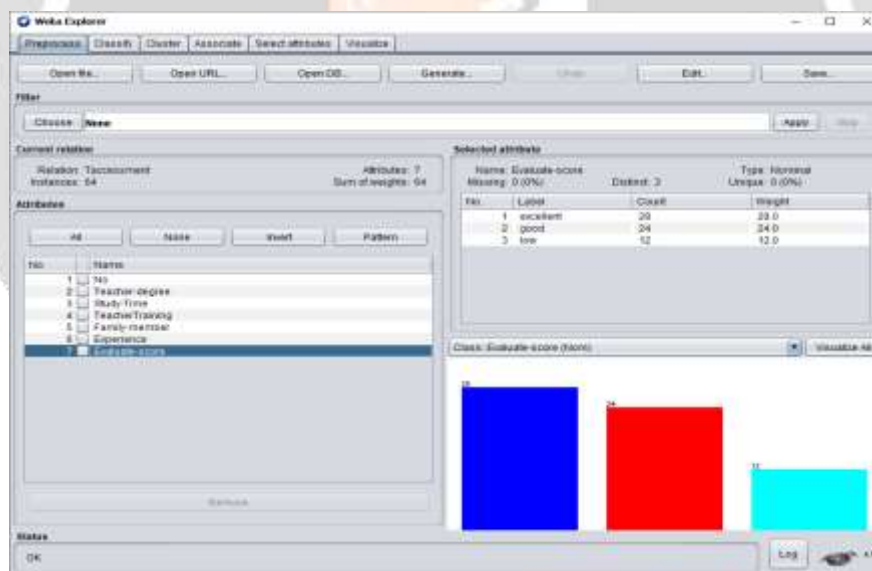 Weka Explorer
Preprocess Classify Cluster Associate Select attributes Visualize
Open file... Open URL... Open DB... Generate... Undo Edit... Save...
Filter
Choose None Apply Stop
Current relation
Relation: Attributes: 7
Instances: 64 Sum of weights: 64
Selected attribute
Name: Evaluate-score Type: Nominal
Missing: 0 (0%) Distinct: 3 Unique: 0 (0%)
No. Label Count Weight
1 excellent 28 28.0
2 good 24 24.0
3 low 12 12.0
Attributes
All None Invert Pattern
No. Name
1 No
2 Teacher-degree
3 Study-Time
4 TeacherTraining
5 Family-member
6 Experience
7 Evaluate-score
Remove
Class: Evaluate-score (Nom) Visualize All
28
24
12
Status
OK
Log